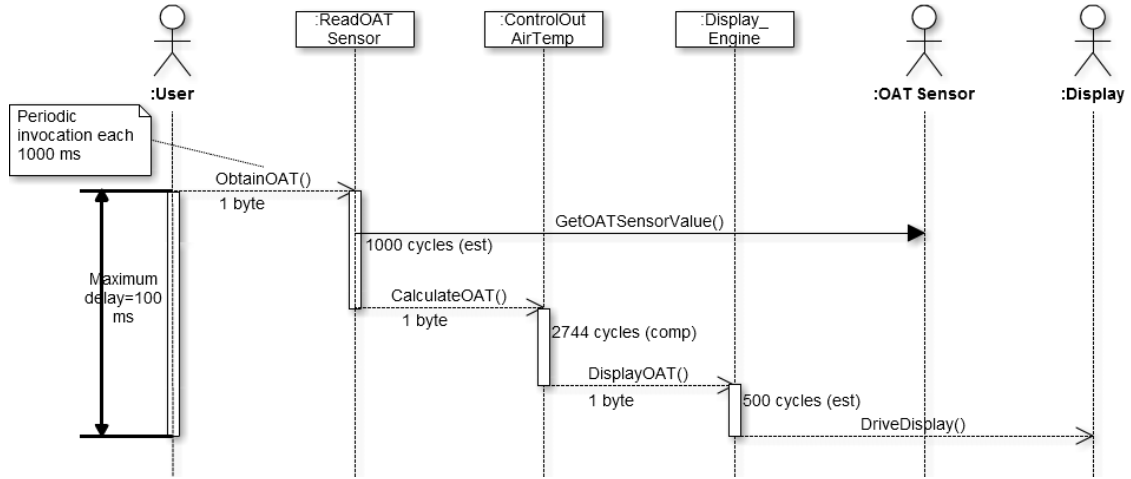 :ReadOAT
Sensor
:ControlOut
AirTemp
:Display_
Engine
:User
:OAT Sensor
:Display
Periodic
invocation each
1000 ms
ObtainOAT()
1 byte
GetOATSensorValue()
1000 cycles (est)
Maximum
delay=100
ms
CalculateOAT()
1 byte
2744 cycles (comp)
DisplayOAT()
1 byte
500 cycles (est)
DriveDisplay()